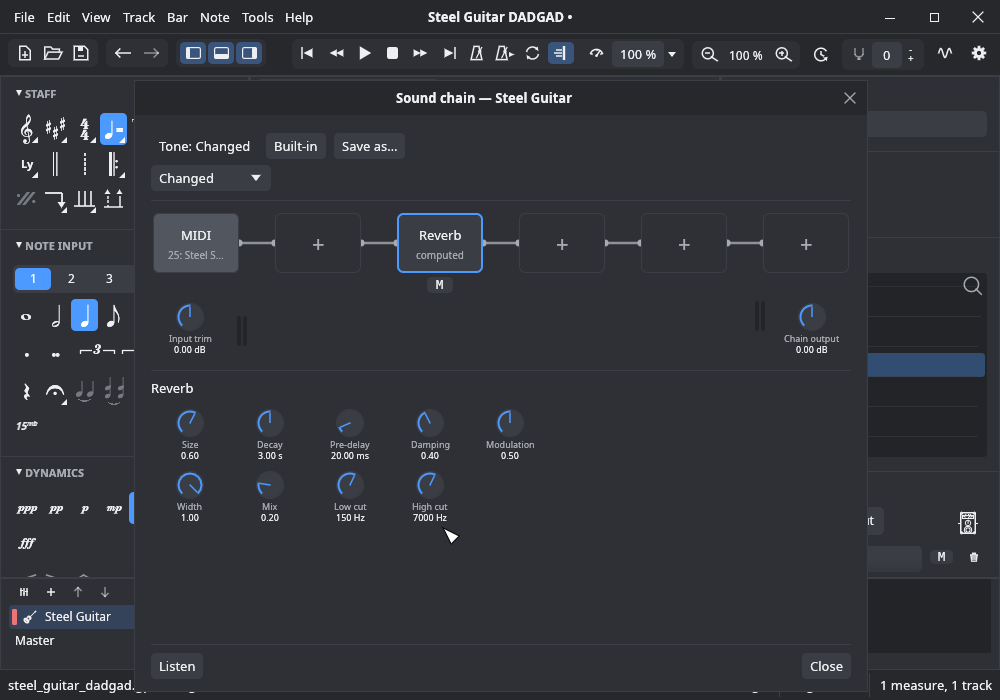 File Edit View Track Bar Note Tools Help
Steel Guitar DADGAD •
100 %
100 %
0
STAFF
Ly
NOTE INPUT
1 2 3
3
15mb
DYNAMICS
ppp pp p mp
fff
Steel Guitar
Master
Sound chain — Steel Guitar
Tone: Changed
Built-in
Save as...
Changed
MIDI
25: Steel S...
+
Reverb
computed
+
+
+
M
Input trim
0.00 dB
Chain output
0.00 dB
Reverb
Size Decay Pre-delay Damping Modulation
0.60 3.00 s 20.00 ms 0.40 0.50
Width Mix Low cut High cut
1.00 0.20 150 Hz 7000 Hz
Listen
Close
M
steel_guitar_dadgad.
1 measure, 1 track